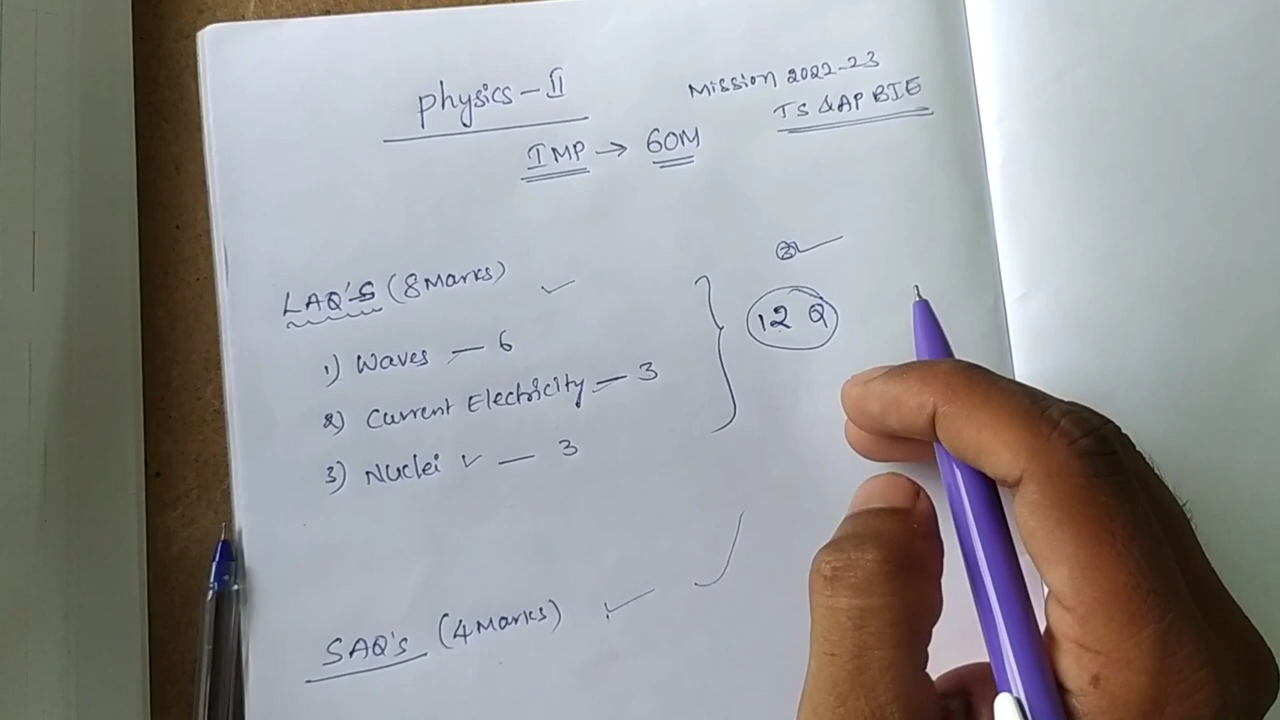 Physics - II
Mission 2022-23
TS & AP BIE
IMP → 60M
LAQ'S (8 Marks) ✓
1) Waves — 6
2) Current Electricity — 3
3) Nuclei ✓ — 3
② ✓
12 Q
SAQ's (4 Marks) ✓